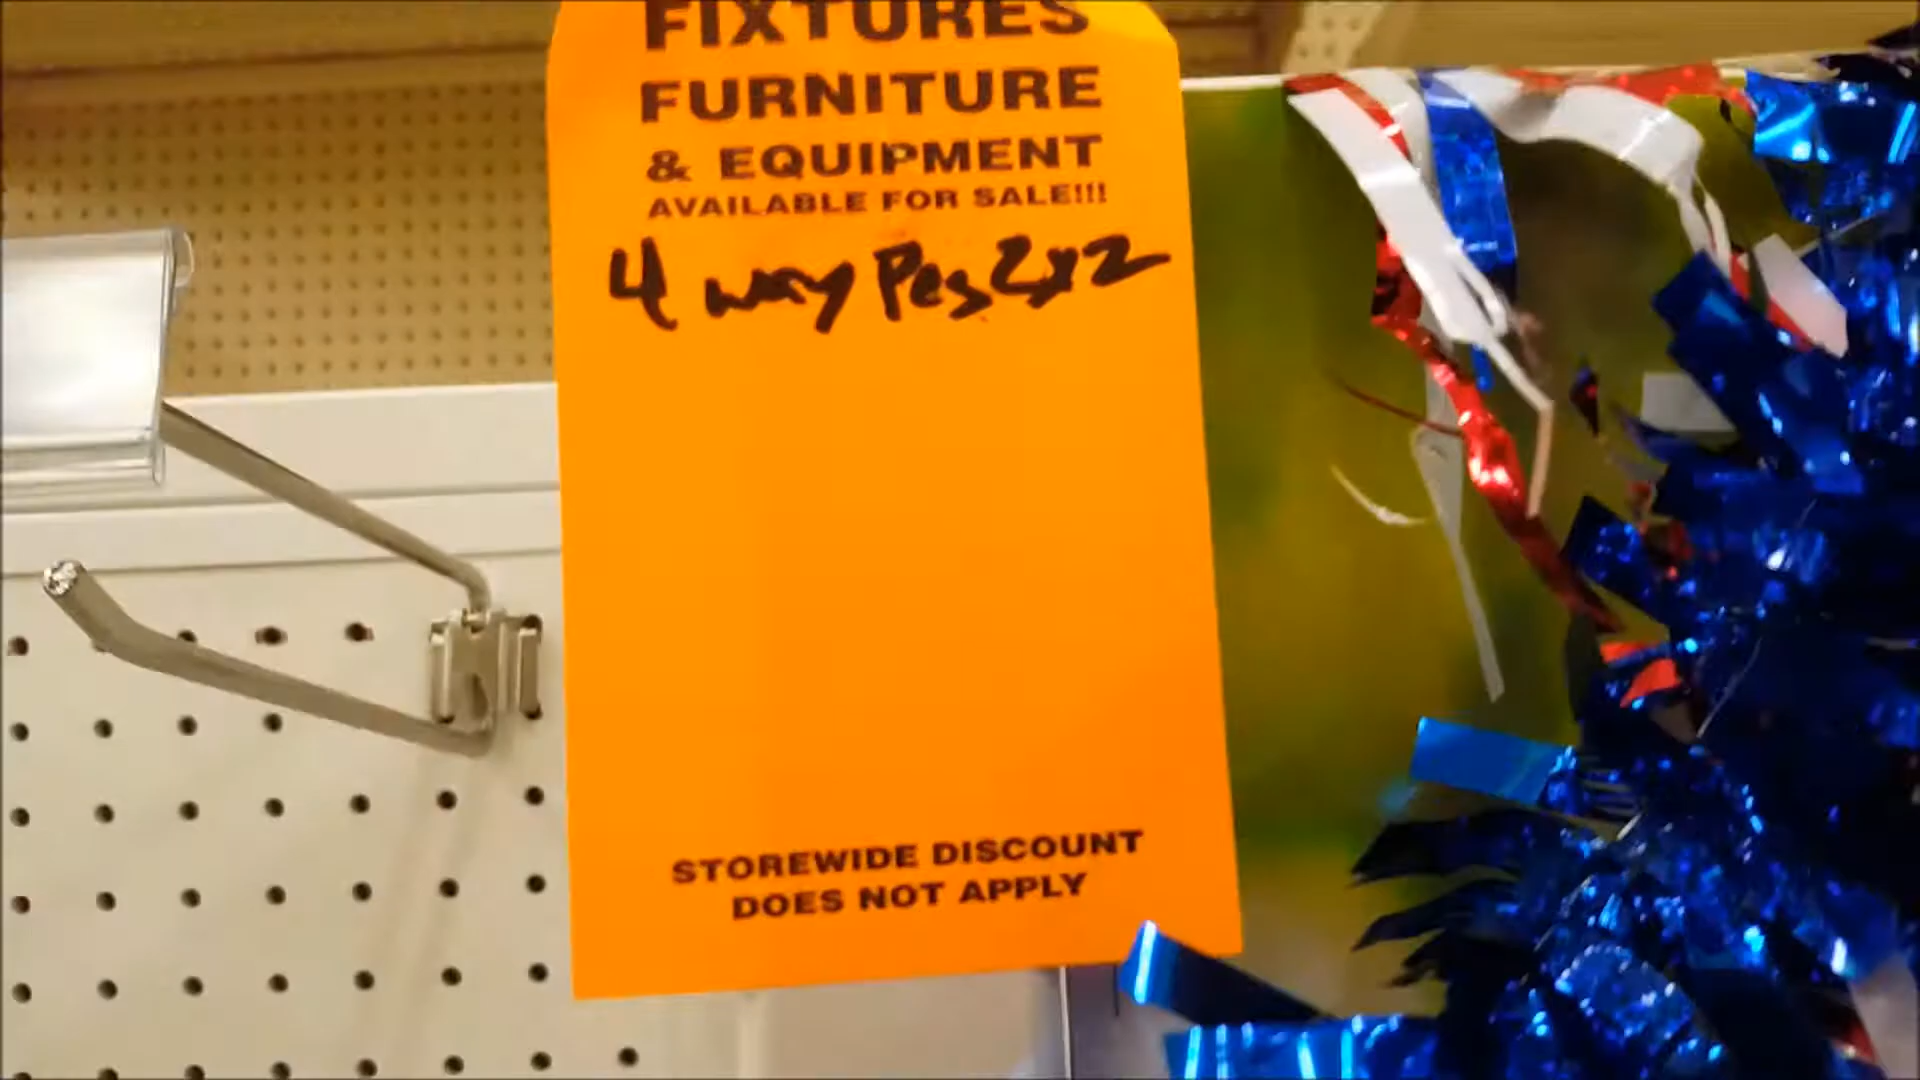 FIXTURES
FURNITURE
& EQUIPMENT
AVAILABLE FOR SALE!!!
4 way Peg 2x2
STOREWIDE DISCOUNT
DOES NOT APPLY